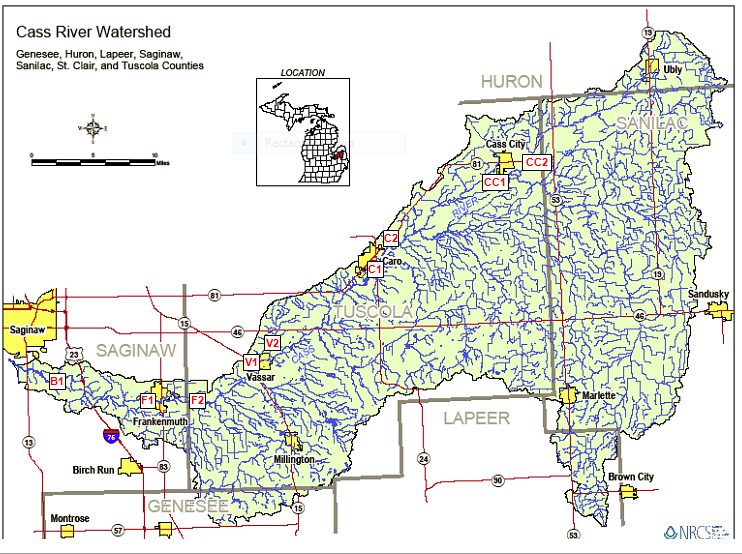 Cass River Watershed
Genesee, Huron, Lapeer, Saginaw,
Sanilac, St. Clair, and Tuscola Counties
LOCATION
N
W
E
S
0
5
10
Miles
19
Ubly
HURON
SANILAC
Cass City
81
CC2
CC1
53
RIVER
C2
Caro
C1
19
TUSCOLA
Sandusky
81
15
46
46
Saginaw
SAGINAW
23
V2
V1
CASS
Vassar
B1
F1
F2
Frankenmuth
Marlette
LAPEER
13
75
Millington
Birch Run
83
24
90
Brown City
GENESEE
15
Montrose
57
53
NRCS